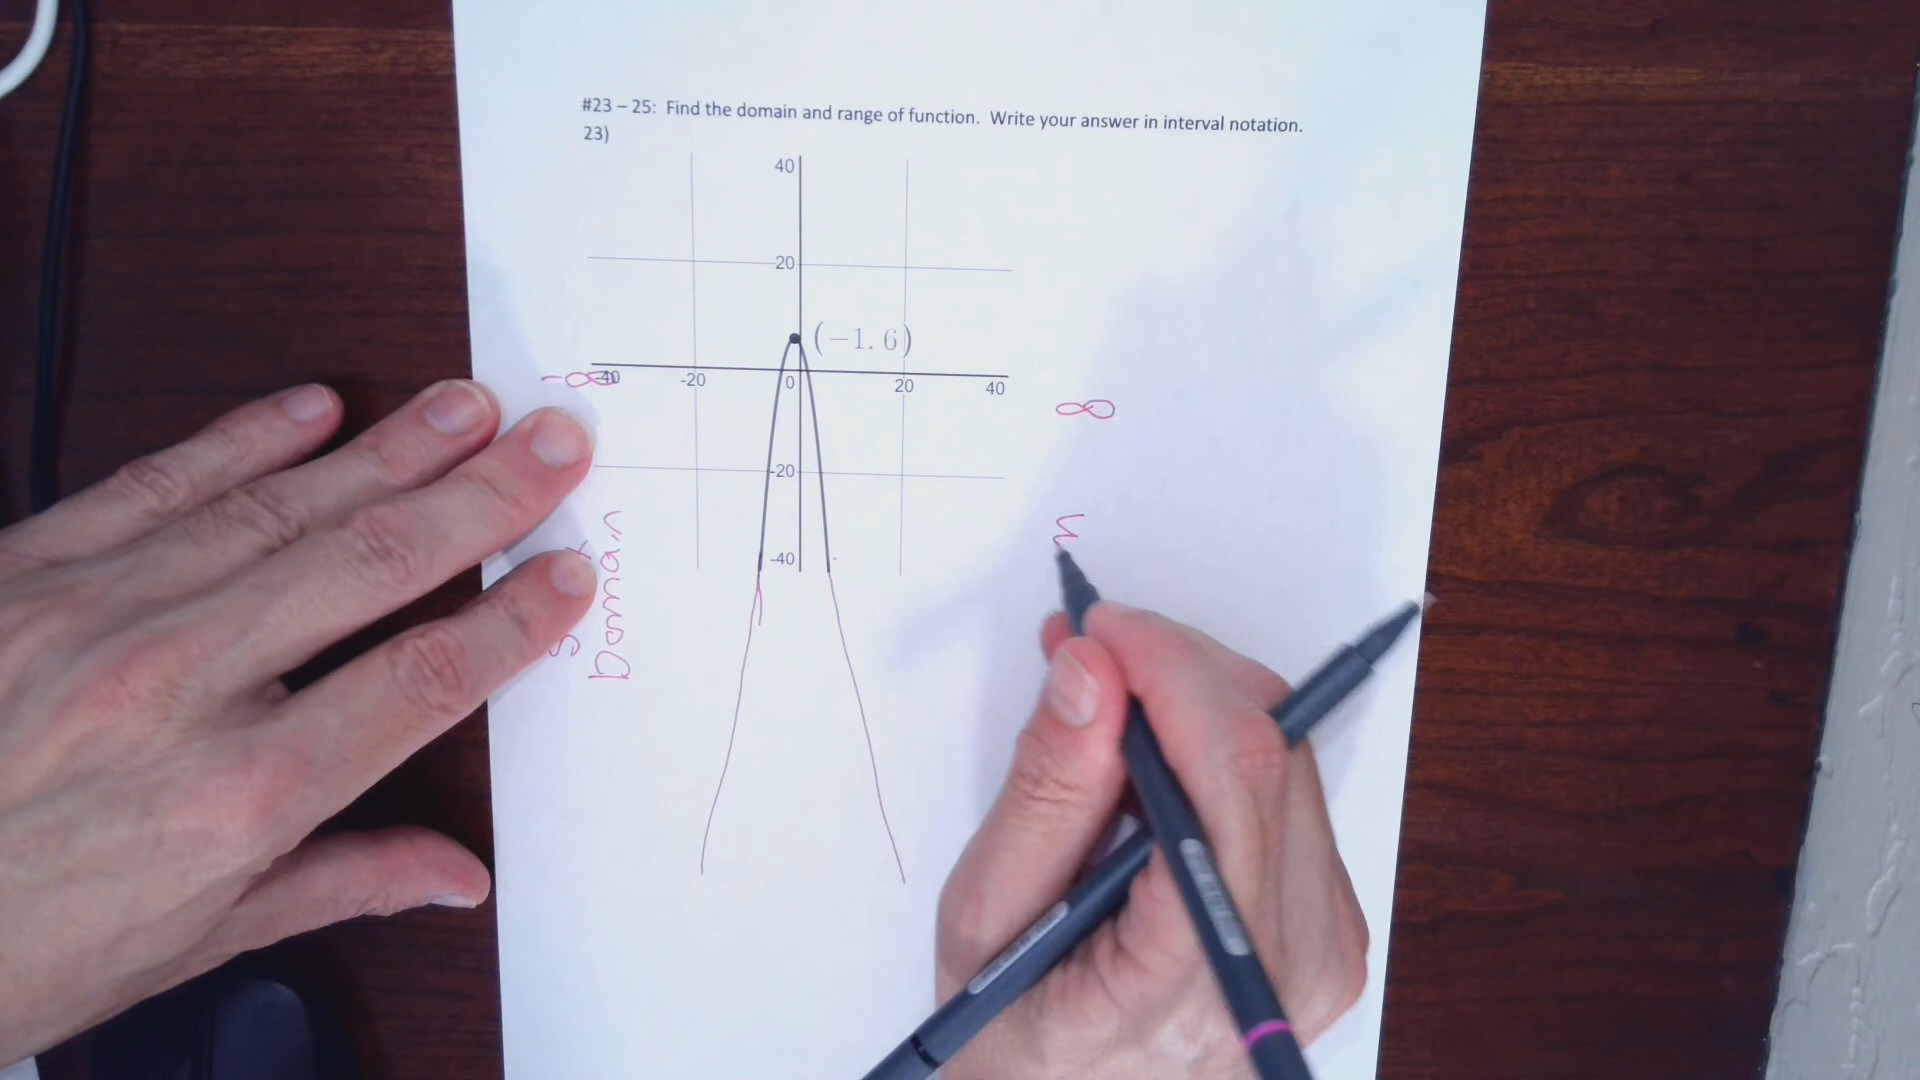 #23 – 25: Find the domain and range of function. Write your answer in interval notation.
23)
40
20
(−1. 6)
-40 -20 0 20 40
-∞ ∞
-20
-40
Domain